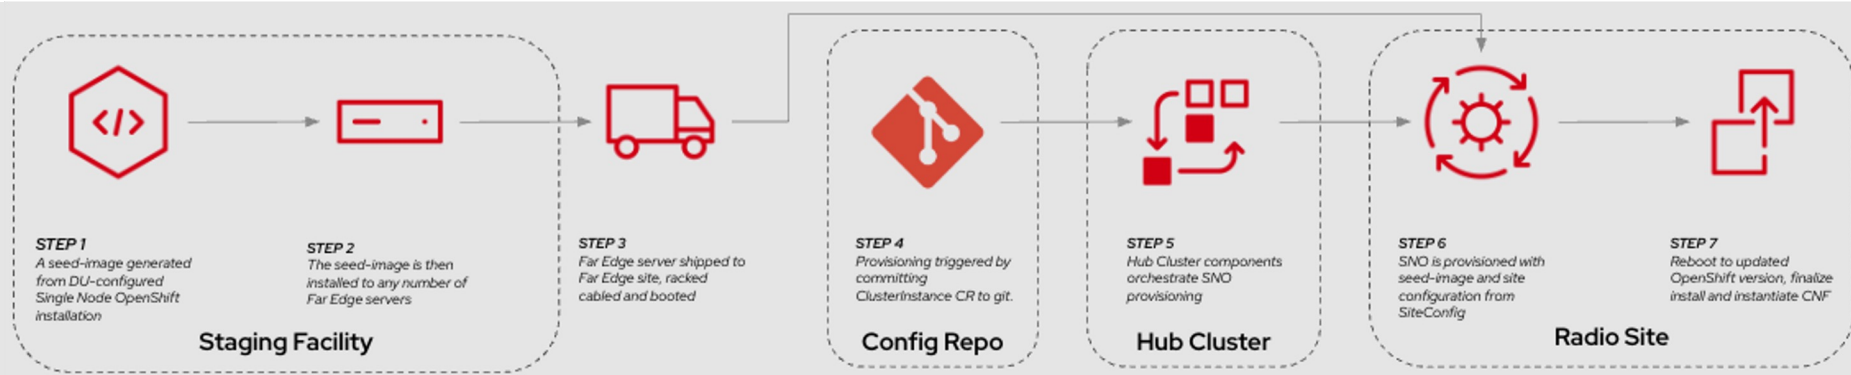 STEP 1
A seed-image generated
from DU-configured
Single Node OpenShift
installation
STEP 2
The seed-image is then
installed to any number of
Far Edge servers
Staging Facility
STEP 3
Far Edge server shipped to
Far Edge site, racked
cabled and booted
STEP 4
Provisioning triggered by
committing
ClusterInstance CR to git.
Config Repo
STEP 5
Hub Cluster components
orchestrate SNO
provisioning
Hub Cluster
STEP 6
SNO is provisioned with
seed-image and site
configuration from
SiteConfig
STEP 7
Reboot to updated
OpenShift version, finalize
install and instantiate CNF
Radio Site